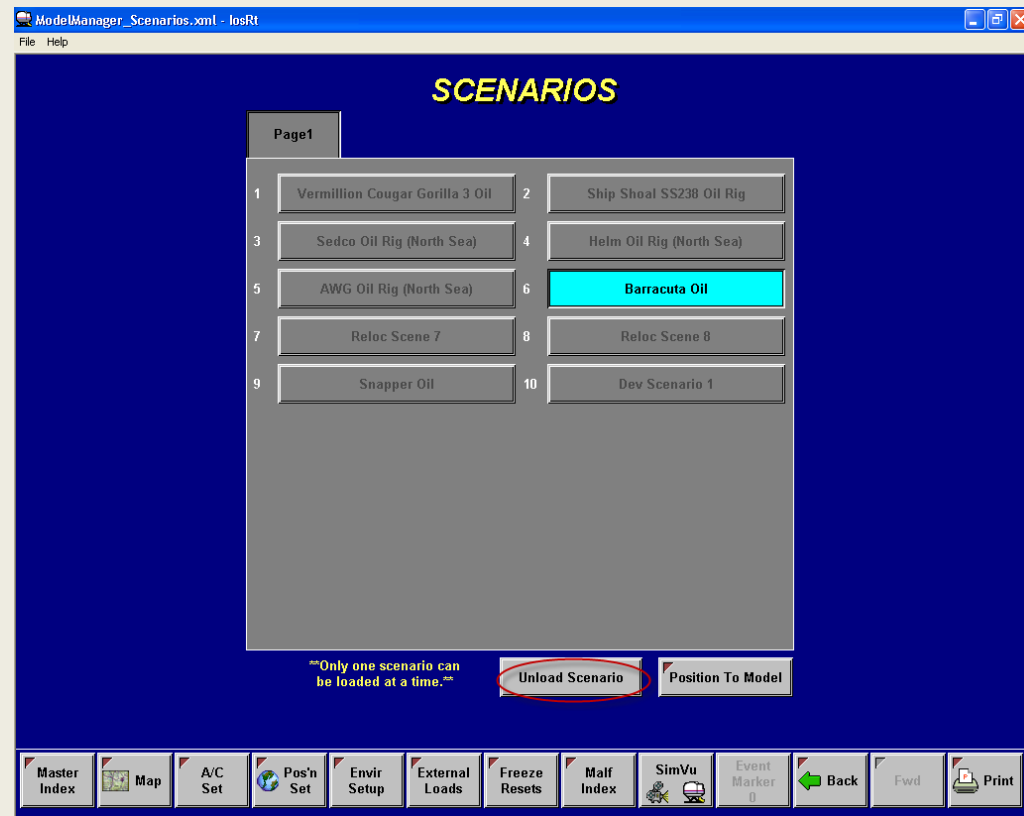 ModelManager_Scenarios.xml - IosRt
File Help
SCENARIOS
Page1
1 Vermillion Cougar Gorilla 3 Oil 2 Ship Shoal SS238 Oil Rig
3 Sedco Oil Rig (North Sea) 4 Helm Oil Rig (North Sea)
5 AWG Oil Rig (North Sea) 6 Barracuta Oil
7 Reloc Scene 7 8 Reloc Scene 8
9 Snapper Oil 10 Dev Scenario 1
**Only one scenario can
be loaded at a time.**
Unload Scenario
Position To Model
Master
Index
Map
A/C
Set
Pos'n
Set
Envir
Setup
External
Loads
Freeze
Resets
Malf
Index
SimVu
Event
Marker
0
Back
Fwd
Print